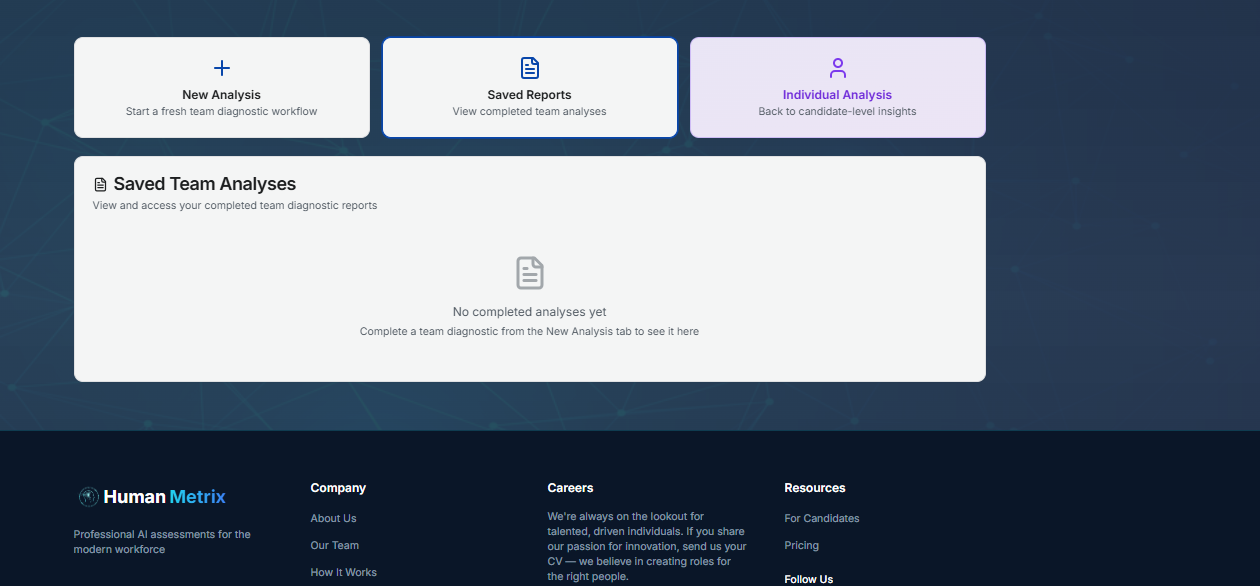 New Analysis
Start a fresh team diagnostic workflow
Saved Reports
View completed team analyses
Individual Analysis
Back to candidate-level insights
Saved Team Analyses
View and access your completed team diagnostic reports
No completed analyses yet
Complete a team diagnostic from the New Analysis tab to see it here
Human Metrix
Professional AI assessments for the
modern workforce
Company
About Us
Our Team
How It Works
Careers
We're always on the lookout for
talented, driven individuals. If you share
our passion for innovation, send us your
CV — we believe in creating roles for
the right people.
Resources
For Candidates
Pricing
Follow Us